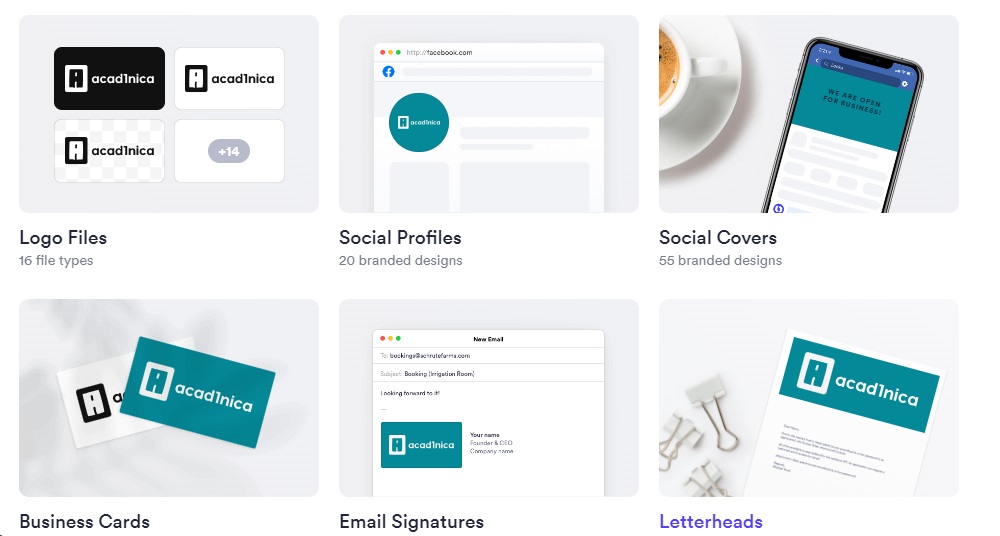 acad1nica
acad1nica
acad1nica
+14
Logo Files
16 file types
http://facebook.com
acad1nica
Social Profiles
20 branded designs
WE ARE OPEN
FOR BUSINESS!
Social Covers
55 branded designs
acad1nica
Business Cards
New Email
To: bookings@schrutefarms.com
Subject: Booking (Irrigation Room)
Looking forward to it!
acad1nica
Your name
Founder & CEO
Company name
Email Signatures
acad1nica
Letterheads